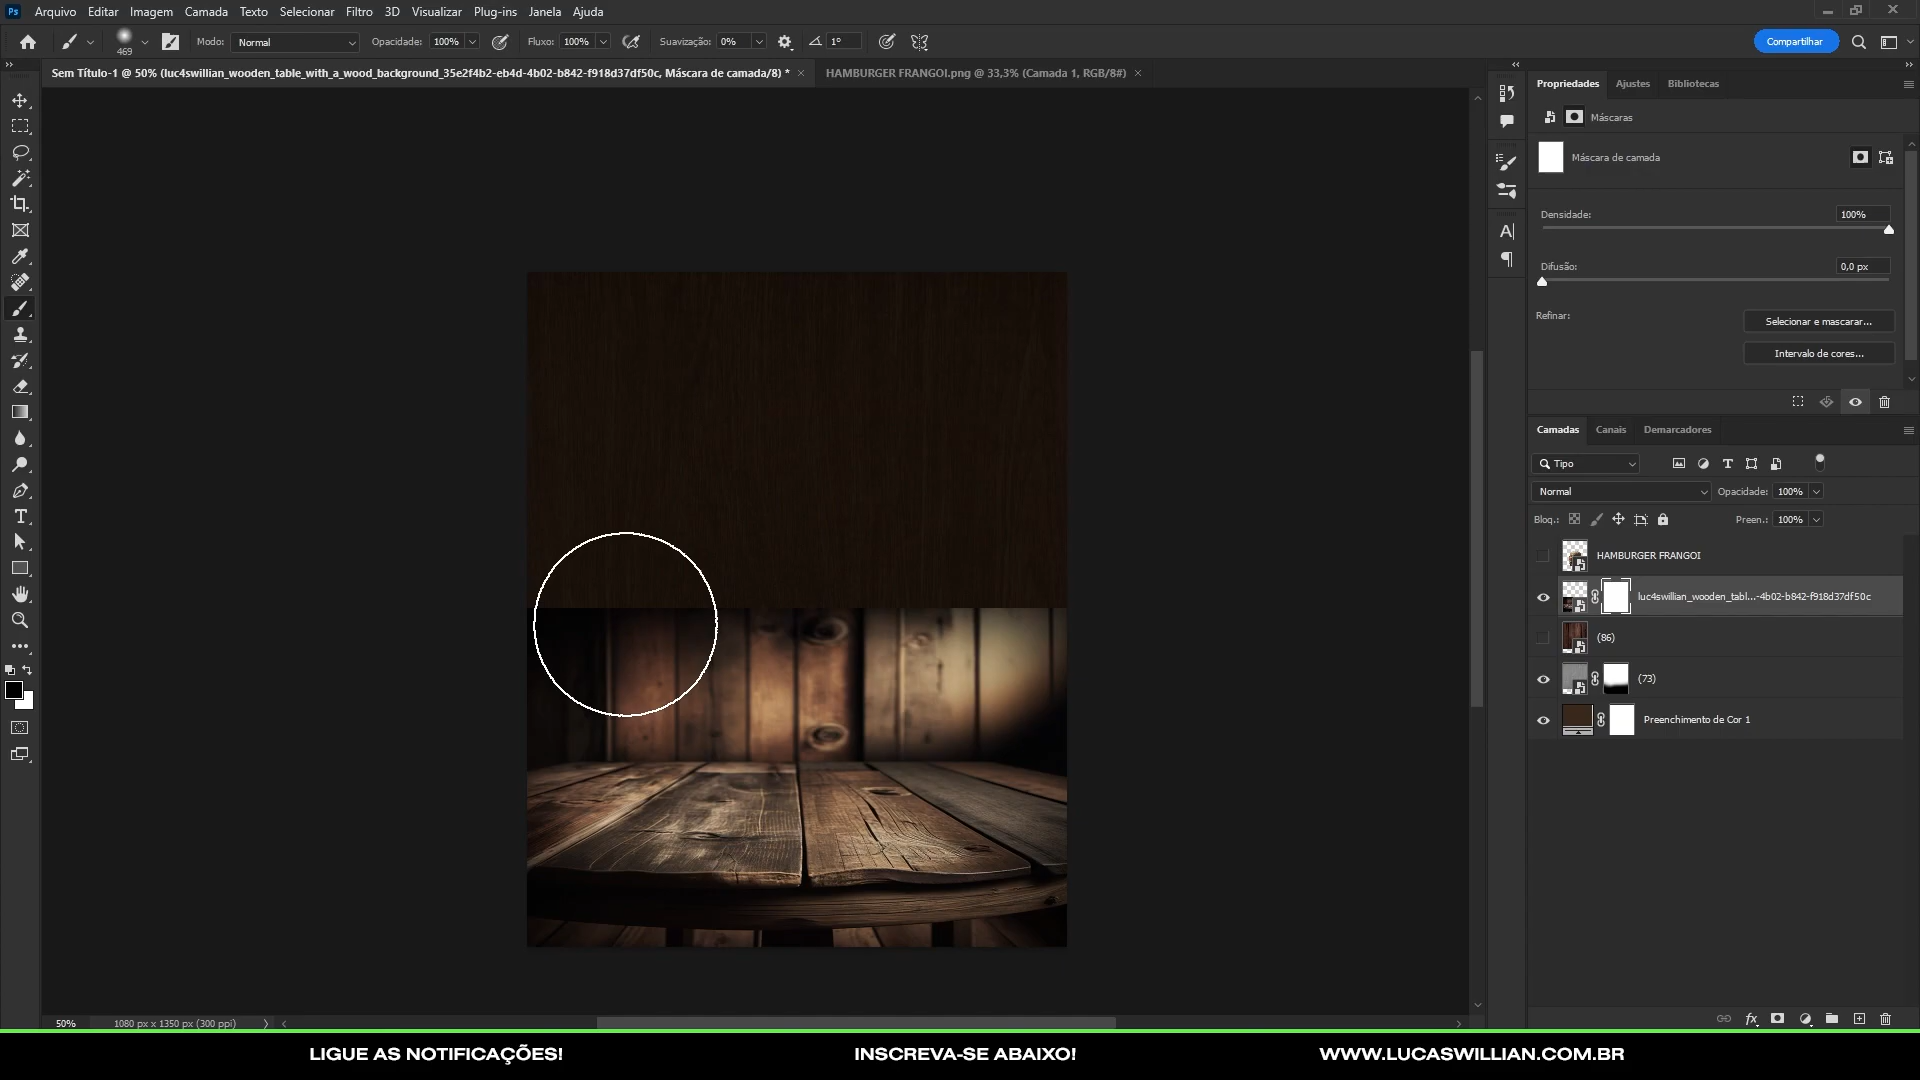 Ps Arquivo Editar Imagem Camada Texto Selecionar Filtro 3D Visualizar Plug-ins Janela Ajuda
469 Modo: Normal Opacidade: 100% Fluxo: 100% Suavização: 0% 1° Compartilhar
Sem Título-1 @ 50% (luc4swillian_wooden_table_with_a_wood_background_35e2f4b2-eb4d-4b02-b842-f918d37df50c, Máscara de camada/8) * HAMBURGER FRANGOI.png @ 33,3% (Camada 1, RGB/8#)
Propriedades Ajustes Bibliotecas
Máscaras
Máscara de camada
Densidade: 100%
Difusão: 0,0 px
Refinar:
Selecionar e mascarar...
Intervalo de cores...
Camadas Canais Demarcadores
Tipo
Normal Opacidade: 100%
Bloq.: Preen.: 100%
HAMBURGER FRANGOI
luc4swillian_wooden_tabl...-4b02-b842-f918d37df50c
(86)
(73)
Preenchimento de Cor 1
50% 1080 px x 1350 px (300 ppi)
LIGUE AS NOTIFICAÇÕES! INSCREVA-SE ABAIXO! WWW.LUCASWILLIAN.COM.BR